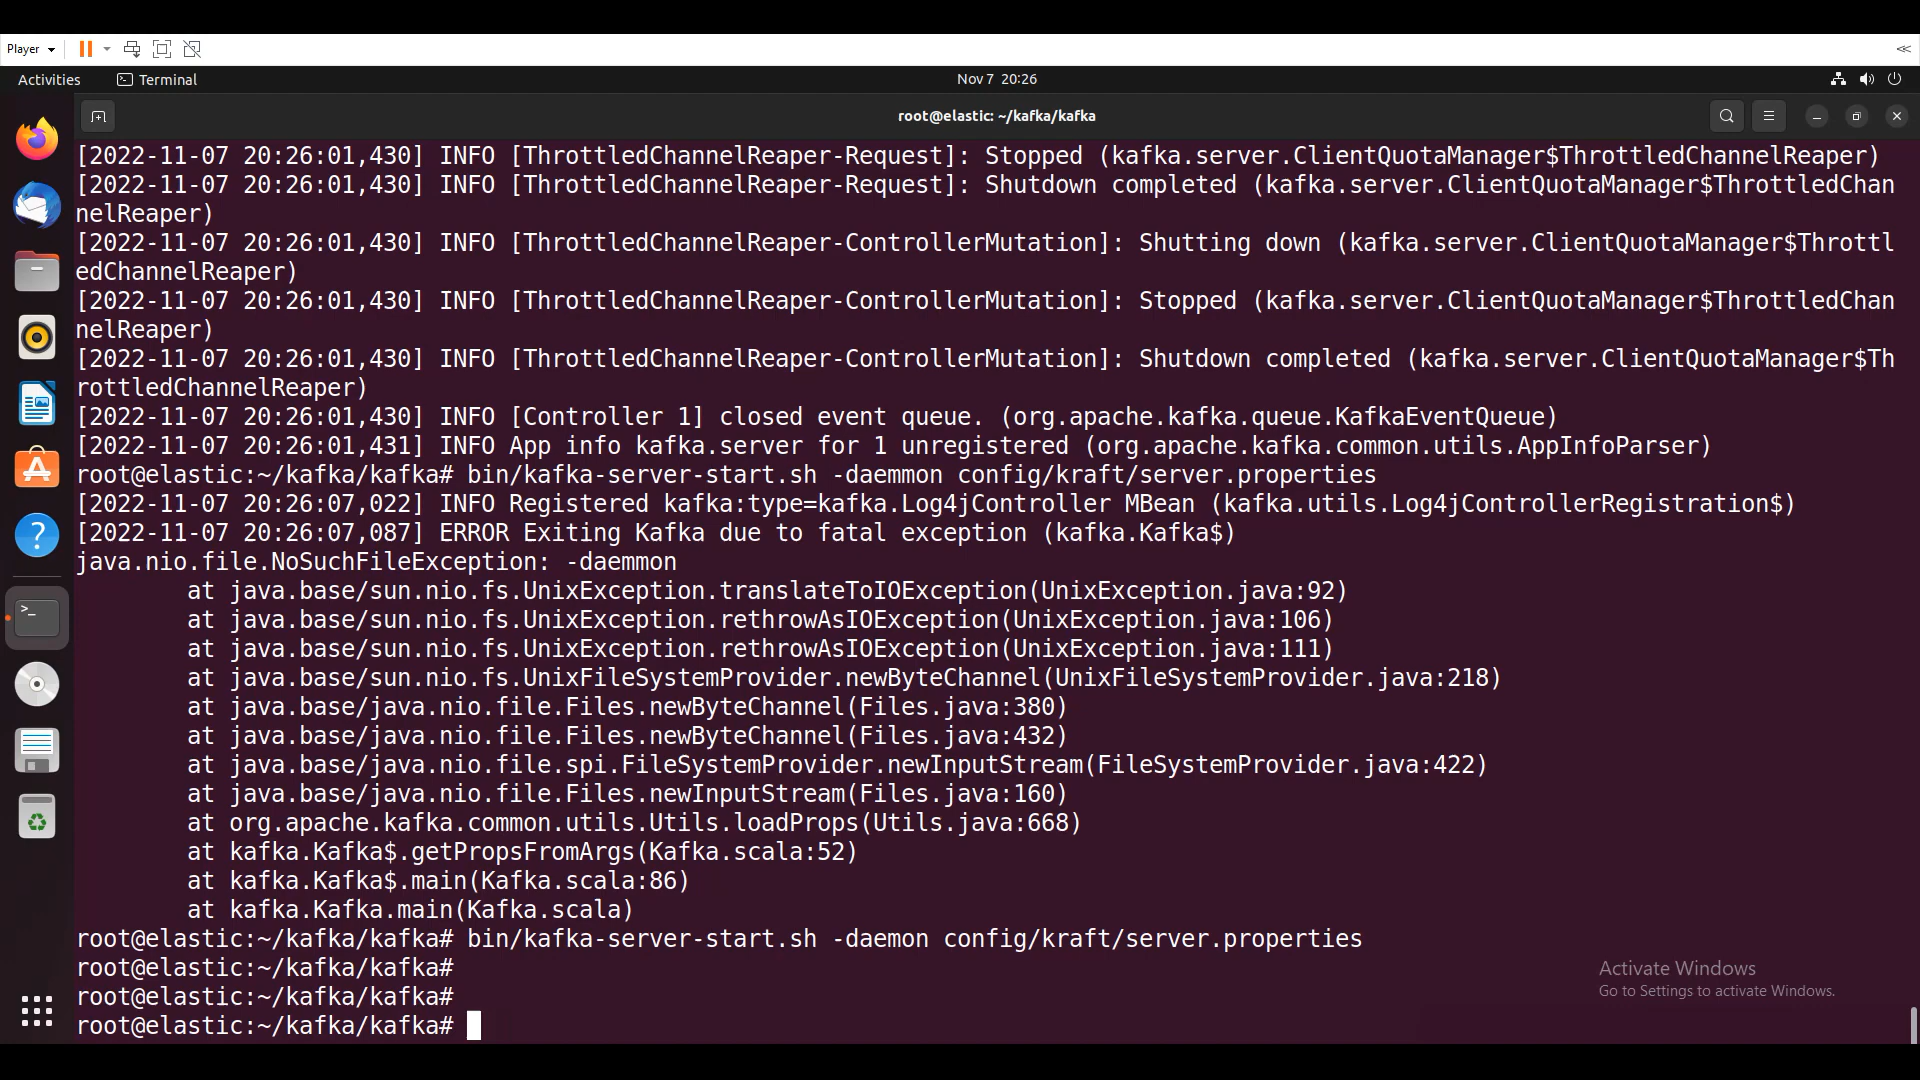 Player
Activities
Terminal
Nov 7 20:26
root@elastic: ~/kafka/kafka
[2022-11-07 20:26:01,430] INFO [ThrottledChannelReaper-Request]: Stopped (kafka.server.ClientQuotaManager$ThrottledChannelReaper)
[2022-11-07 20:26:01,430] INFO [ThrottledChannelReaper-Request]: Shutdown completed (kafka.server.ClientQuotaManager$ThrottledChan
nelReaper)
[2022-11-07 20:26:01,430] INFO [ThrottledChannelReaper-ControllerMutation]: Shutting down (kafka.server.ClientQuotaManager$Throttl
edChannelReaper)
[2022-11-07 20:26:01,430] INFO [ThrottledChannelReaper-ControllerMutation]: Stopped (kafka.server.ClientQuotaManager$ThrottledChan
nelReaper)
[2022-11-07 20:26:01,430] INFO [ThrottledChannelReaper-ControllerMutation]: Shutdown completed (kafka.server.ClientQuotaManager$Th
rottledChannelReaper)
[2022-11-07 20:26:01,430] INFO [Controller 1] closed event queue. (org.apache.kafka.queue.KafkaEventQueue)
[2022-11-07 20:26:01,431] INFO App info kafka.server for 1 unregistered (org.apache.kafka.common.utils.AppInfoParser)
root@elastic:~/kafka/kafka# bin/kafka-server-start.sh -daemmon config/kraft/server.properties
[2022-11-07 20:26:07,022] INFO Registered kafka:type=kafka.Log4jController MBean (kafka.utils.Log4jControllerRegistration$)
[2022-11-07 20:26:07,087] ERROR Exiting Kafka due to fatal exception (kafka.Kafka$)
java.nio.file.NoSuchFileException: -daemmon
at java.base/sun.nio.fs.UnixException.translateToIOException(UnixException.java:92)
at java.base/sun.nio.fs.UnixException.rethrowAsIOException(UnixException.java:106)
at java.base/sun.nio.fs.UnixException.rethrowAsIOException(UnixException.java:111)
at java.base/sun.nio.fs.UnixFileSystemProvider.newByteChannel(UnixFileSystemProvider.java:218)
at java.base/java.nio.file.Files.newByteChannel(Files.java:380)
at java.base/java.nio.file.Files.newByteChannel(Files.java:432)
at java.base/java.nio.file.spi.FileSystemProvider.newInputStream(FileSystemProvider.java:422)
at java.base/java.nio.file.Files.newInputStream(Files.java:160)
at org.apache.kafka.common.utils.Utils.loadProps(Utils.java:668)
at kafka.Kafka$.getPropsFromArgs(Kafka.scala:52)
at kafka.Kafka$.main(Kafka.scala:86)
at kafka.Kafka.main(Kafka.scala)
root@elastic:~/kafka/kafka# bin/kafka-server-start.sh -daemon config/kraft/server.properties
root@elastic:~/kafka/kafka#
root@elastic:~/kafka/kafka#
root@elastic:~/kafka/kafka#
Activate Windows
Go to Settings to activate Windows.